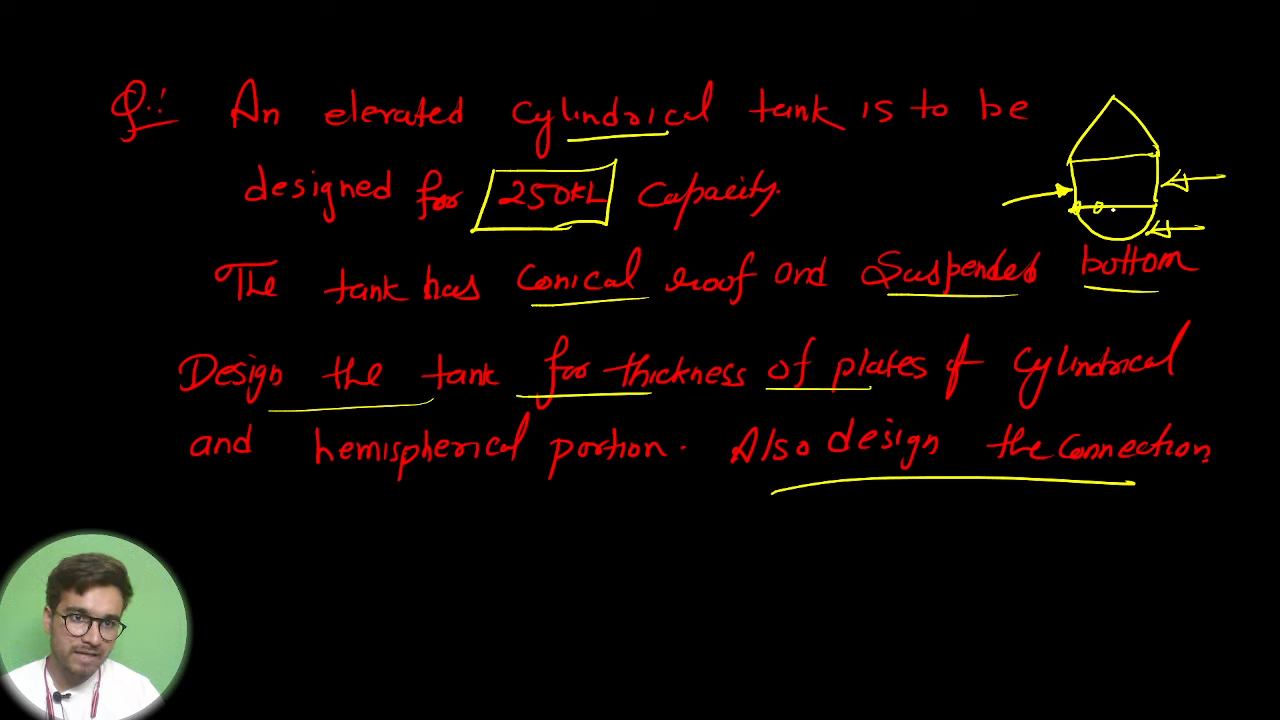 Q.: An elevated cylindrical tank is to be
designed for 250kL capacity.
The tank has conical roof and suspended bottom
Design the tank for thickness of plates of cylindrical
and hemispherical portion. Also design the connection.